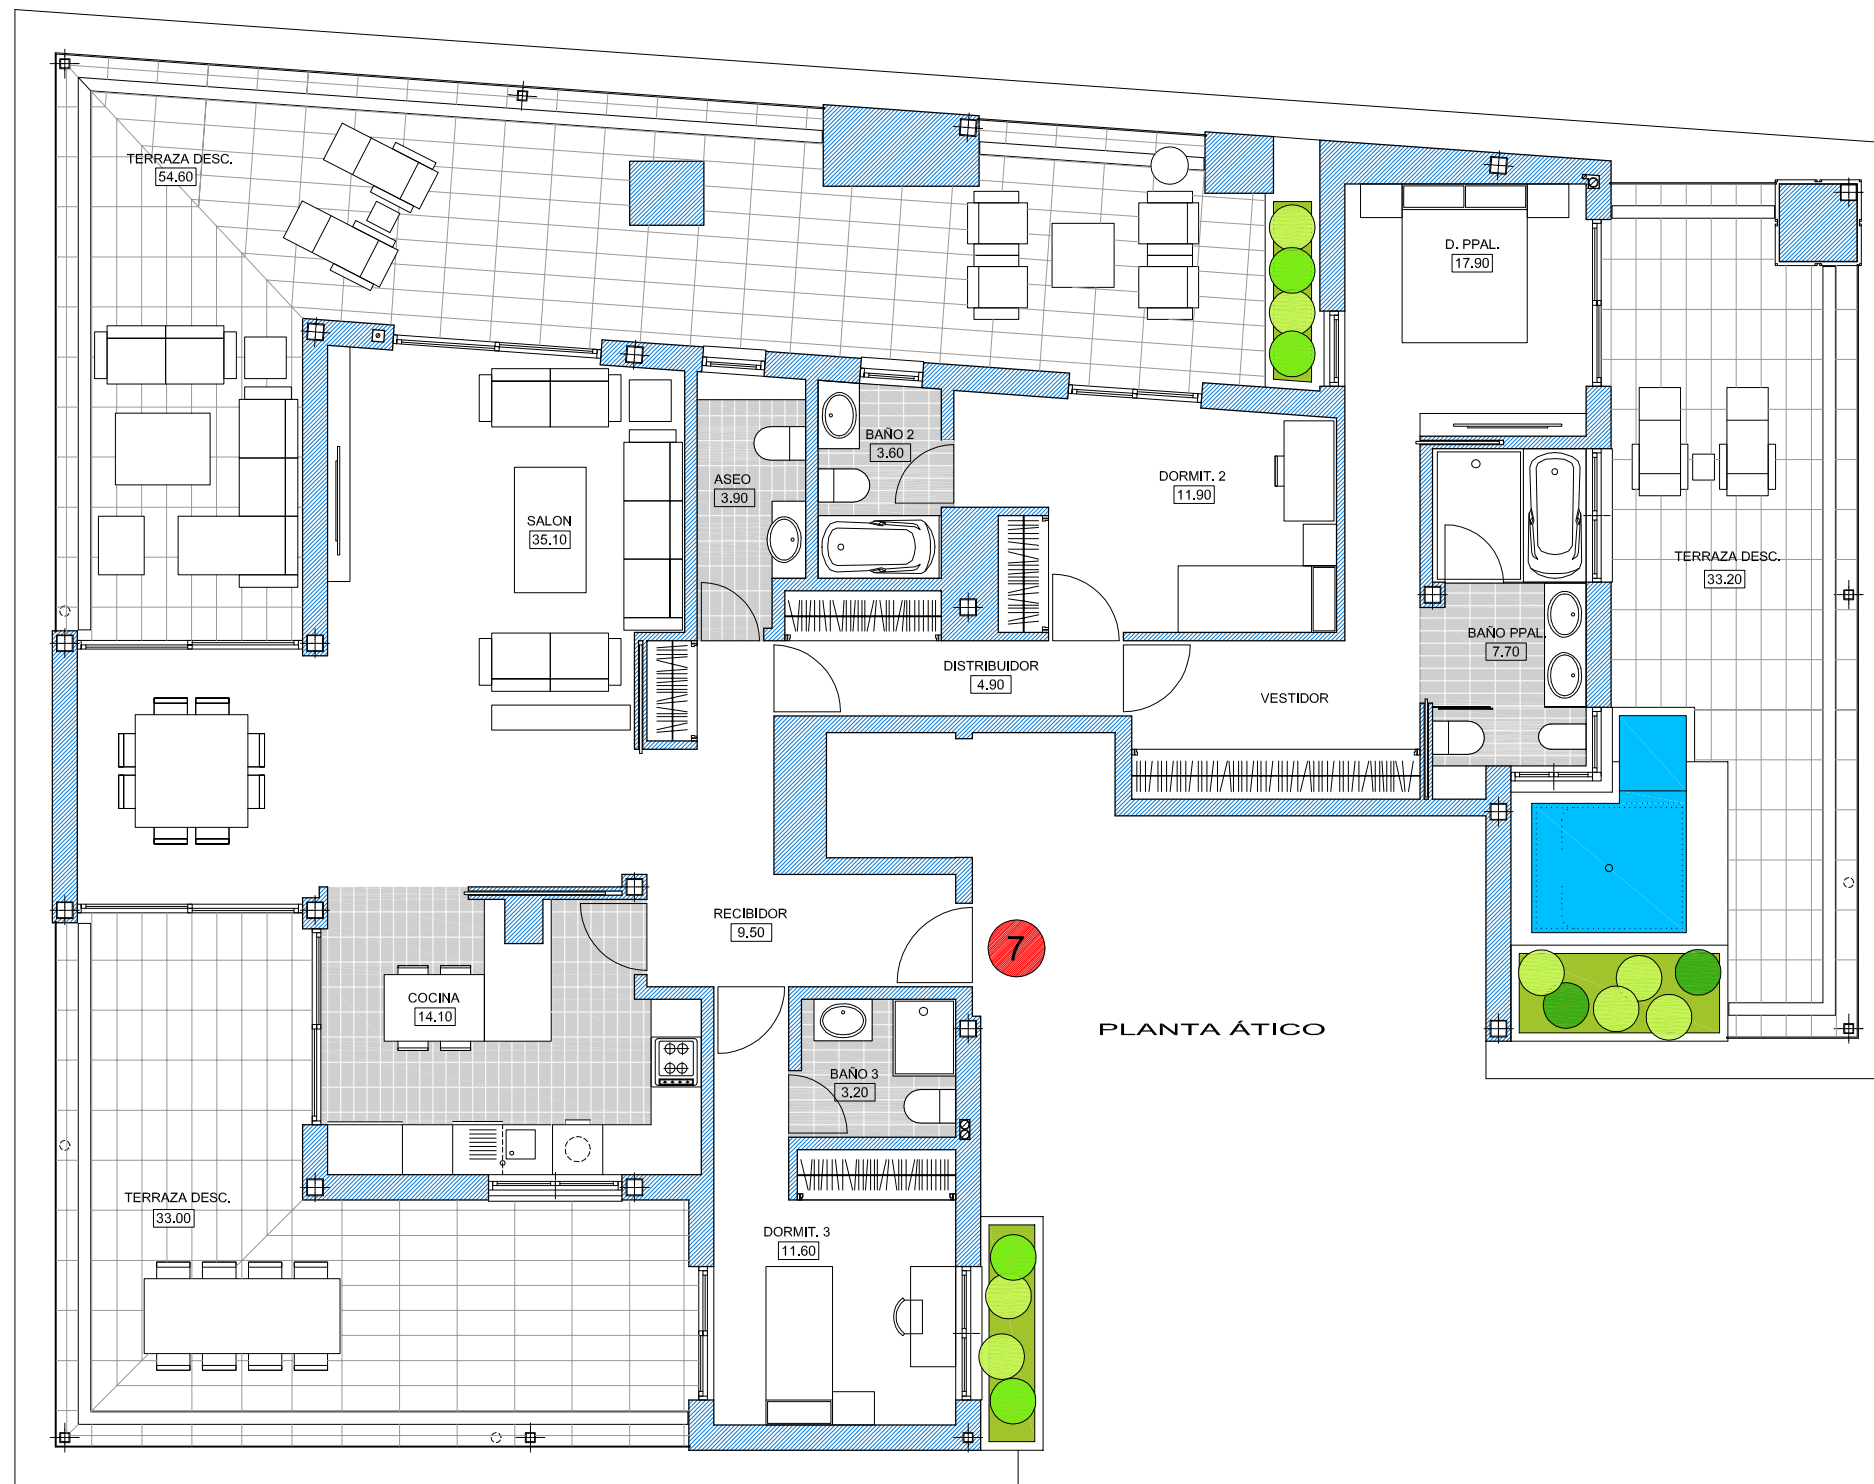 TERRAZA DESC.
54.60
D. PPAL.
17.90
BAÑO 2
3.60
ASEO
3.90
DORMIT. 2
11.90
SALON
35.10
TERRAZA DESC.
33.20
BAÑO PPAL.
7.70
DISTRIBUIDOR
4.90
VESTIDOR
RECIBIDOR
9.50
7
COCINA
14.10
PLANTA ÁTICO
BAÑO 3
3.20
TERRAZA DESC.
33.00
DORMIT. 3
11.60